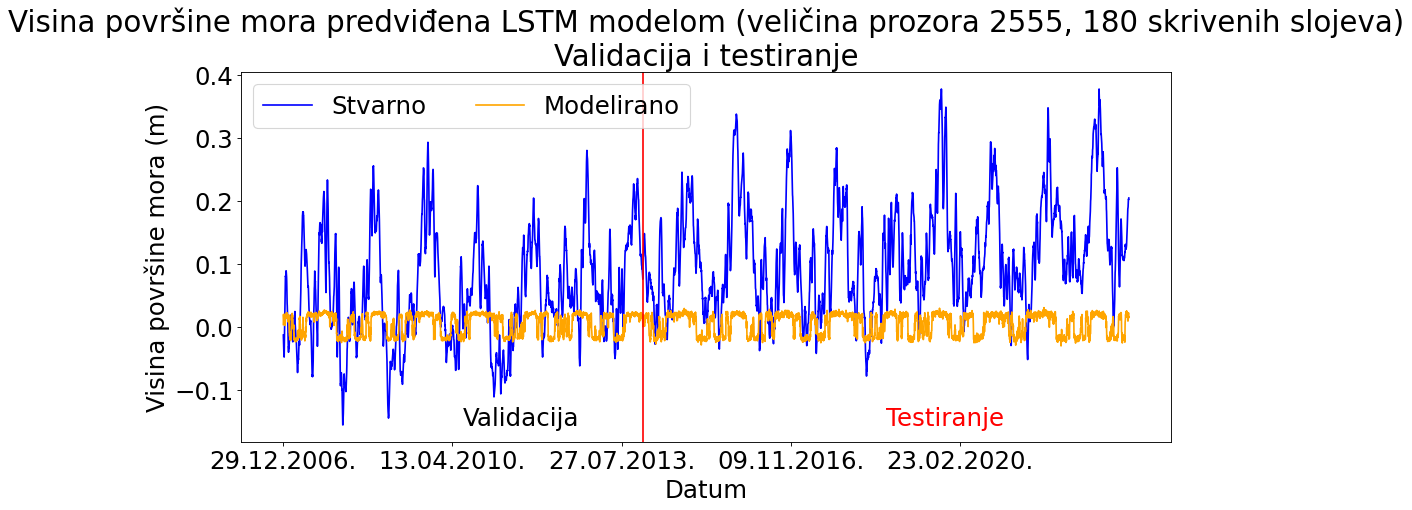 Visina površine mora predviđena LSTM modelom (veličina prozora 2555, 180 skrivenih slojeva)
Validacija i testiranje
Stvarno Modelirano
Visina površine mora (m)
0.4
0.3
0.2
0.1
0.0
−0.1
Validacija Testiranje
29.12.2006. 13.04.2010. 27.07.2013. 09.11.2016. 23.02.2020.
Datum